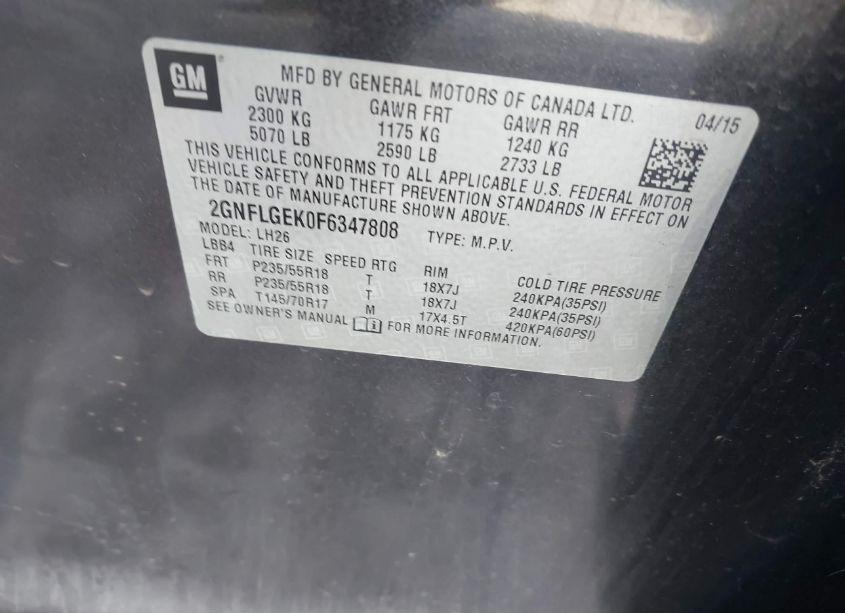 GM
MFD BY GENERAL MOTORS OF CANADA LTD. 04/15
GVWR GAWR FRT GAWR RR
2300 KG 1175 KG 1240 KG
5070 LB 2590 LB 2733 LB
THIS VEHICLE CONFORMS TO ALL APPLICABLE U.S. FEDERAL MOTOR
VEHICLE SAFETY AND THEFT PREVENTION STANDARDS IN EFFECT ON
THE DATE OF MANUFACTURE SHOWN ABOVE.
2GNFLGEK0F6347808 TYPE: M.P.V.
MODEL: LH26
LBB4 TIRE SIZE SPEED RTG RIM COLD TIRE PRESSURE
FRT P235/55R18 T 18X7J 240KPA(35PSI)
RR P235/55R18 T 18X7J 240KPA(35PSI)
SPA T145/70R17 M 17X4.5T 420KPA(60PSI)
SEE OWNER'S MANUAL FOR MORE INFORMATION.